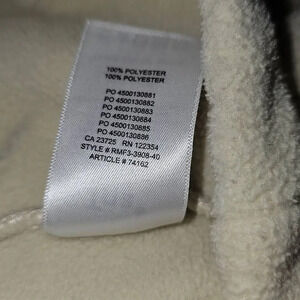 100% POLYESTER
100% POLYESTER
PO 4500130881
PO 4500130882
PO 4500130883
PO 4500130884
PO 4500130885
PO 4500130886
CA 23725 RN 122354
STYLE # RMF3-3908-40
ARTICLE # 74162